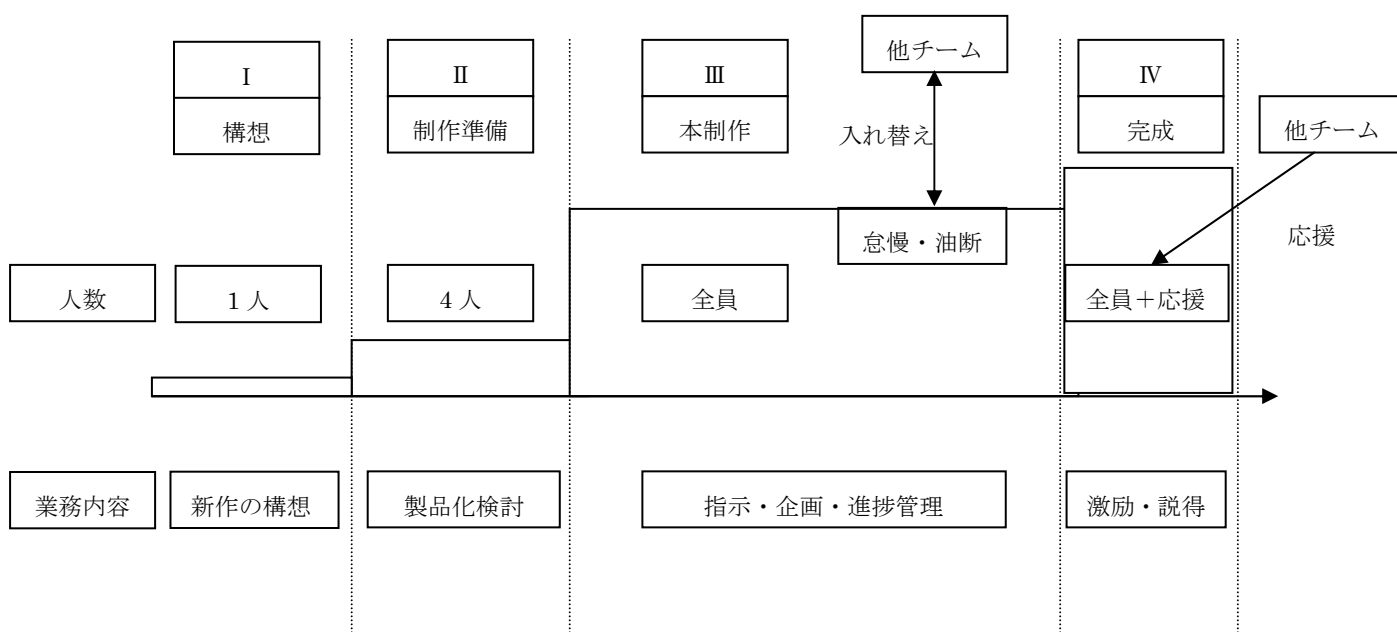 他チーム
Ⅰ
Ⅱ
Ⅲ
Ⅳ
構想
制作準備
本制作
入れ替え
完成
他チーム
怠慢・油断
応援
人数
1人
4人
全員
全員+応援
業務内容
新作の構想
製品化検討
指示・企画・進捗管理
激励・説得